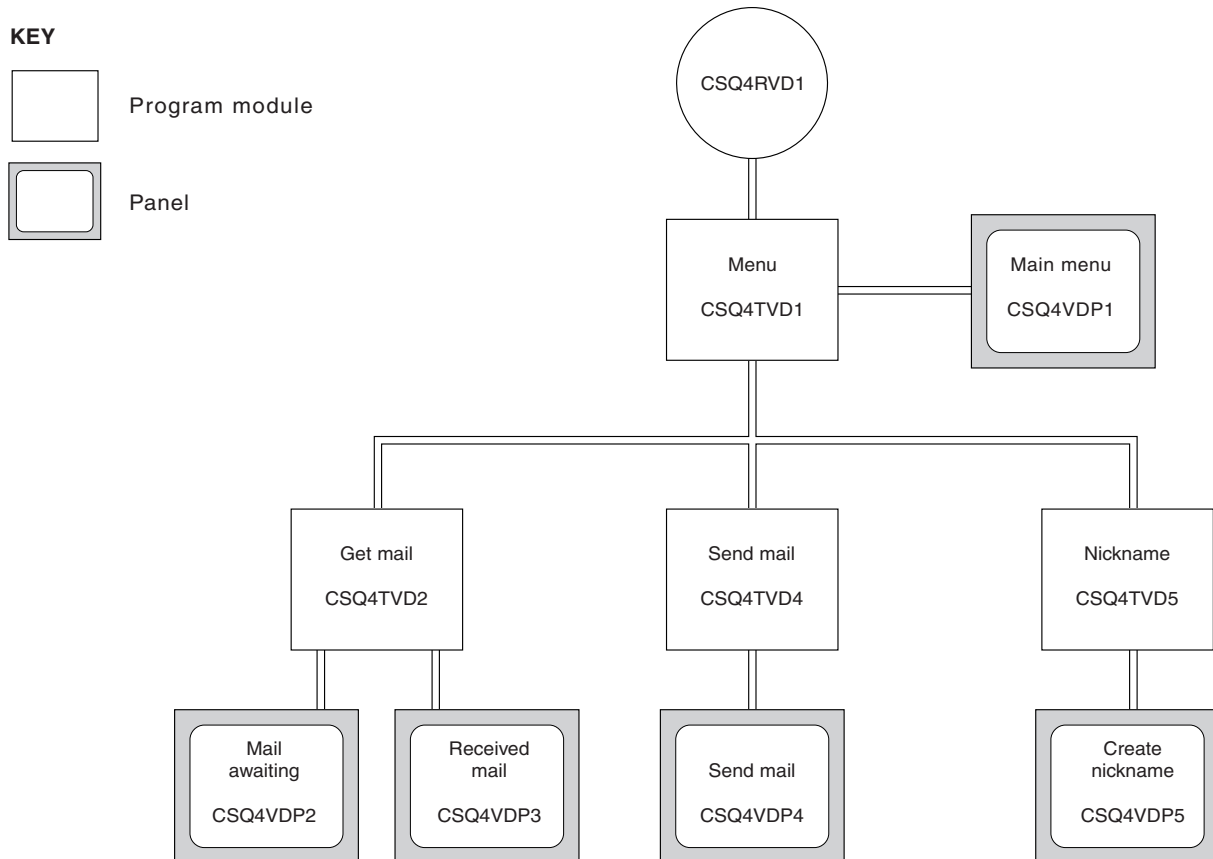 KEY
Program module
Panel
CSQ4RVD1
Menu
CSQ4TVD1
Main menu
CSQ4VDP1
Get mail
CSQ4TVD2
Send mail
CSQ4TVD4
Nickname
CSQ4TVD5
Mail
awaiting
CSQ4VDP2
Received
mail
CSQ4VDP3
Send mail
CSQ4VDP4
Create
nickname
CSQ4VDP5